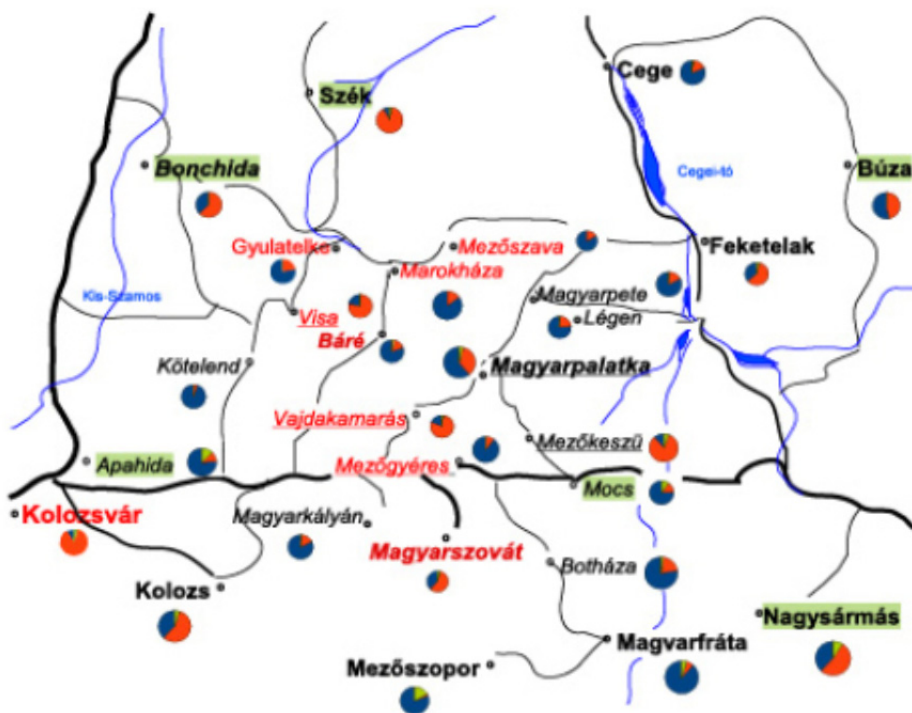 Cege
Szék
Bonchida
Cegei-tó
Búza
Gyulatelke
Mezőszava
Feketelak
Marokháza
Kis-Szamos
Magyarpete
Visa
Légen
Báré
Kötelend
Magyarpalatka
Vajdakamarás
Mezőkeszü
Apahida
Mezőgyéres
Mocs
Kolozsvár
Magyarkályán
Magyarszovát
Botháza
Kolozs
Nagysármás
Magvarfráta
Mezőszopor